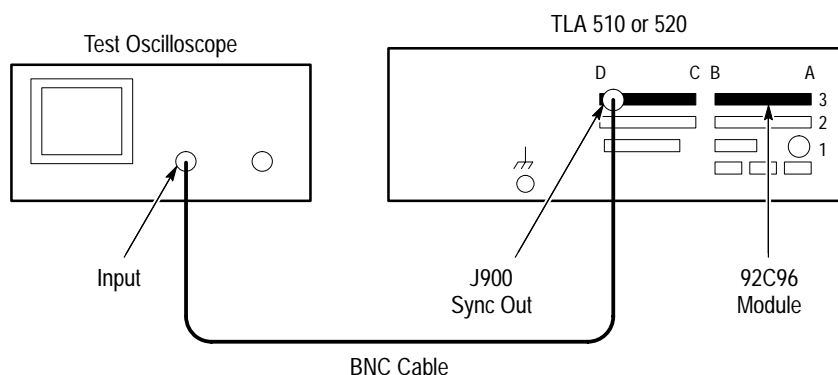 TLA 510 or 520
Test Oscilloscope
D C B A
3
2
1
Input
J900
Sync Out
92C96
Module
BNC Cable